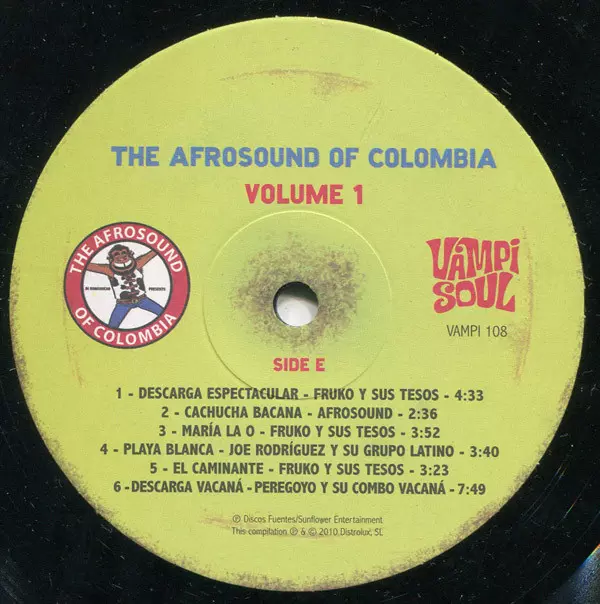 THE AFROSOUND OF COLOMBIA
VOLUME 1
THE AFROSOUND
OF COLOMBIA
VAMPI
SOUL
VAMPI 108
SIDE E
1 - DESCARGA ESPECTACULAR - FRUKO Y SUS TESOS - 4:33
2 - CACHUCHA BACANA - AFROSOUND - 2:36
3 - MARÍA LA O - FRUKO Y SUS TESOS - 3:52
4 - PLAYA BLANCA - JOE RODRÍGUEZ Y SU GRUPO LATINO - 3:40
5 - EL CAMINANTE - FRUKO Y SUS TESOS - 3:23
6 -DESCARGA VACANÁ - PEREGOYO Y SU COMBO VACANÁ - 7:49
℗ Discos Fuentes/Sunflower Entertainment
This compilation ℗ & © 2010 Distrolux, SL